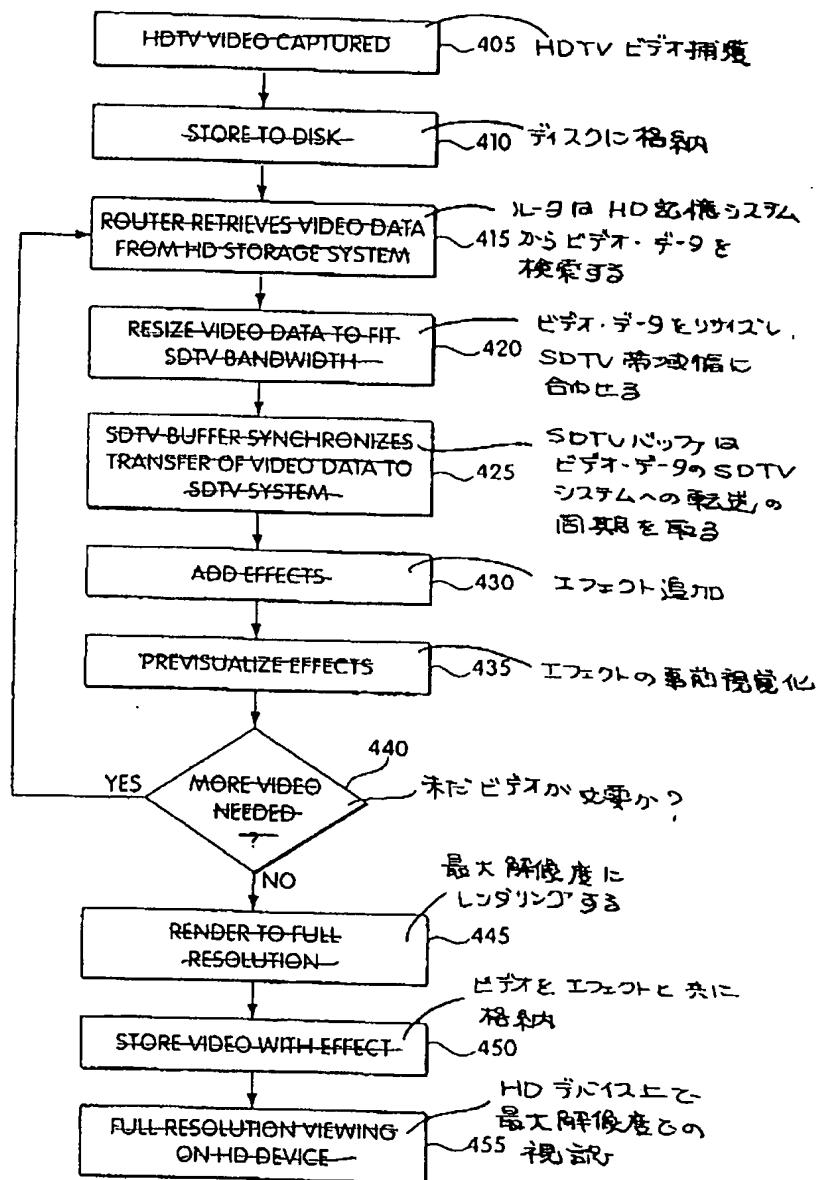 HDTV VIDEO CAPTURED
405 HDTV ビデオ捕獲
STORE TO DISK
410 ディスクに格納
ROUTER RETRIEVES VIDEO DATA
FROM HD STORAGE SYSTEM
ルータは HD 記憶システム
415 からビデオ・データを
検索する
RESIZE VIDEO DATA TO FIT
SDTV BANDWIDTH
420
ビデオ・データをリサイズし、
SDTV 帯域幅に
合わせる
SDTV BUFFER SYNCHRONIZES
TRANSFER OF VIDEO DATA TO
SDTV SYSTEM
425
SDTV バッファは
ビデオ・データの SDTV
システムへの転送の
同期を取る
ADD EFFECTS
430 エフェクト追加
PREVISUALIZE EFFECTS
435 エフェクトの事前視覚化
440
YES
MORE VIDEO
NEEDED
?
未だビデオが必要か?
NO
最大解像度に
レンダリングする
RENDER TO FULL
RESOLUTION
445
ビデオをエフェクトと共に
格納
STORE VIDEO WITH EFFECT
450
HD デバイス上で
最大解像度での
視認
FULL RESOLUTION VIEWING
ON HD DEVICE
455